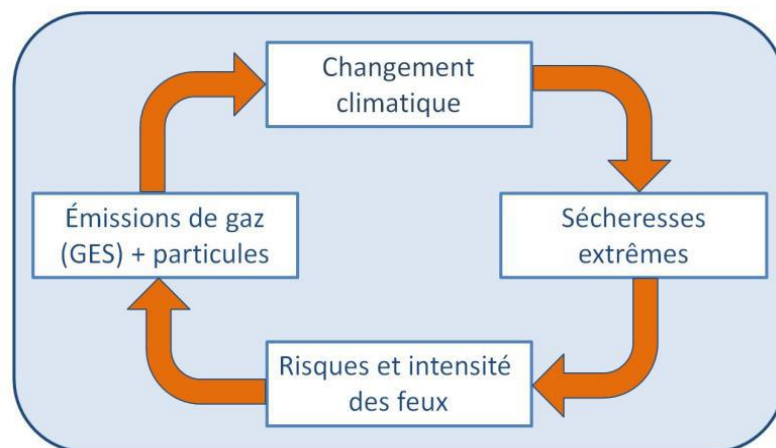 Changement
climatique
Émissions de gaz
(GES) + particules
Sécheresses
extrêmes
Risques et intensité
des feux